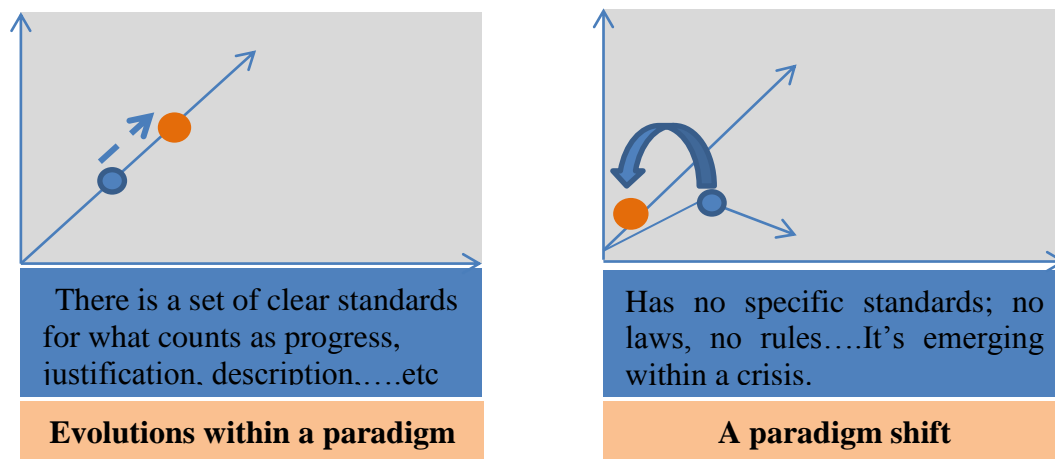 There is a set of clear standards
for what counts as progress,
justification, description,….etc
Evolutions within a paradigm
Has no specific standards; no
laws, no rules….It's emerging
within a crisis.
A paradigm shift